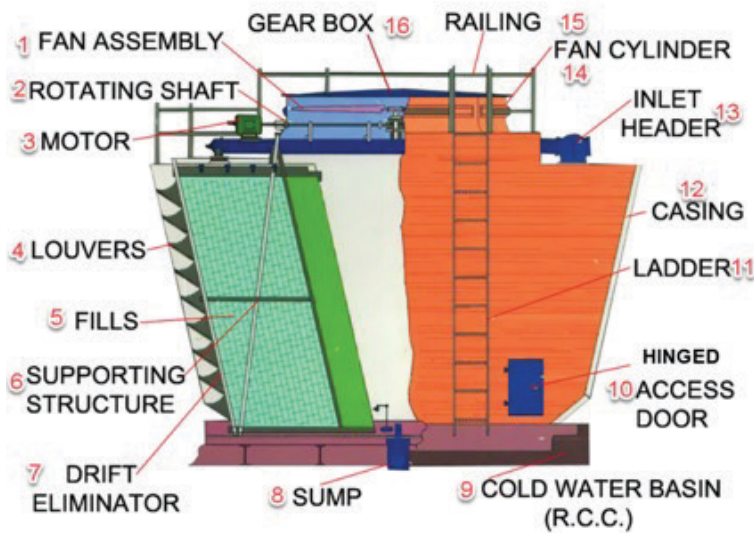 GEAR BOX 16
RAILING 15
1 FAN ASSEMBLY
FAN CYLINDER
14
2 ROTATING SHAFT
INLET
HEADER 13
3 MOTOR
12
CASING
4 LOUVERS
LADDER 11
5 FILLS
HINGED
10 ACCESS
DOOR
6 SUPPORTING
STRUCTURE
7 DRIFT
ELIMINATOR
8 SUMP
9 COLD WATER BASIN
(R.C.C.)